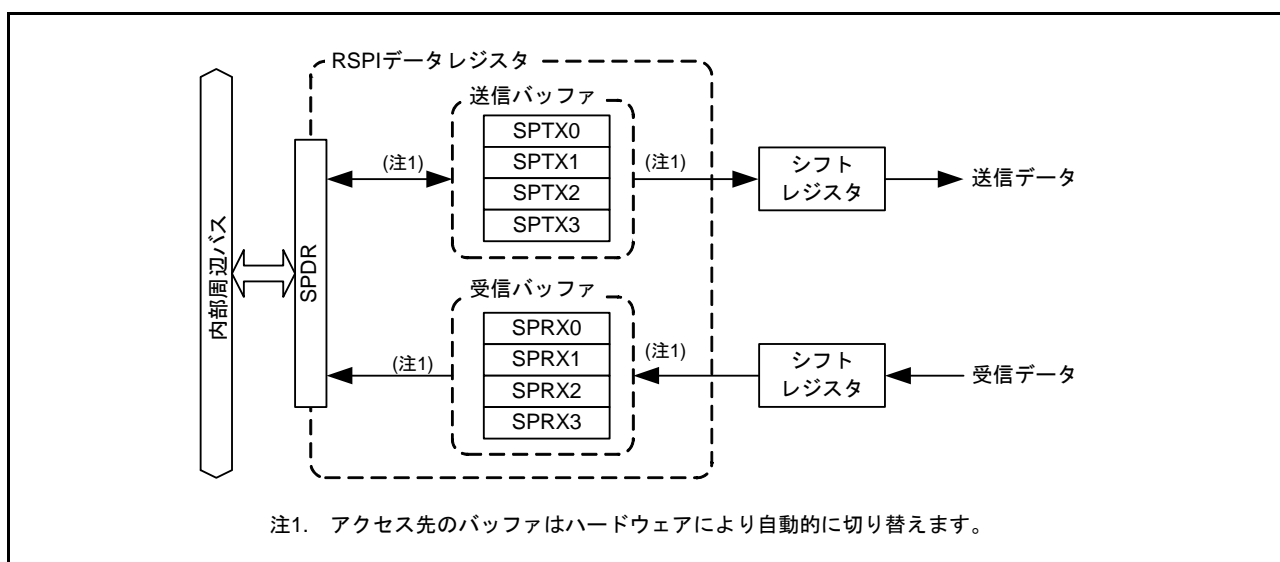 RSPIデータレジスタ
送信バッファ
SPTX0
SPTX1
SPTX2
SPTX3
(注1)
(注1)
シフト
レジスタ
送信データ
内部周辺バス
SPDR
受信バッファ
SPRX0
SPRX1
SPRX2
SPRX3
(注1)
(注1)
シフト
レジスタ
受信データ
注1. アクセス先のバッファはハードウェアにより自動的に切り替えます。